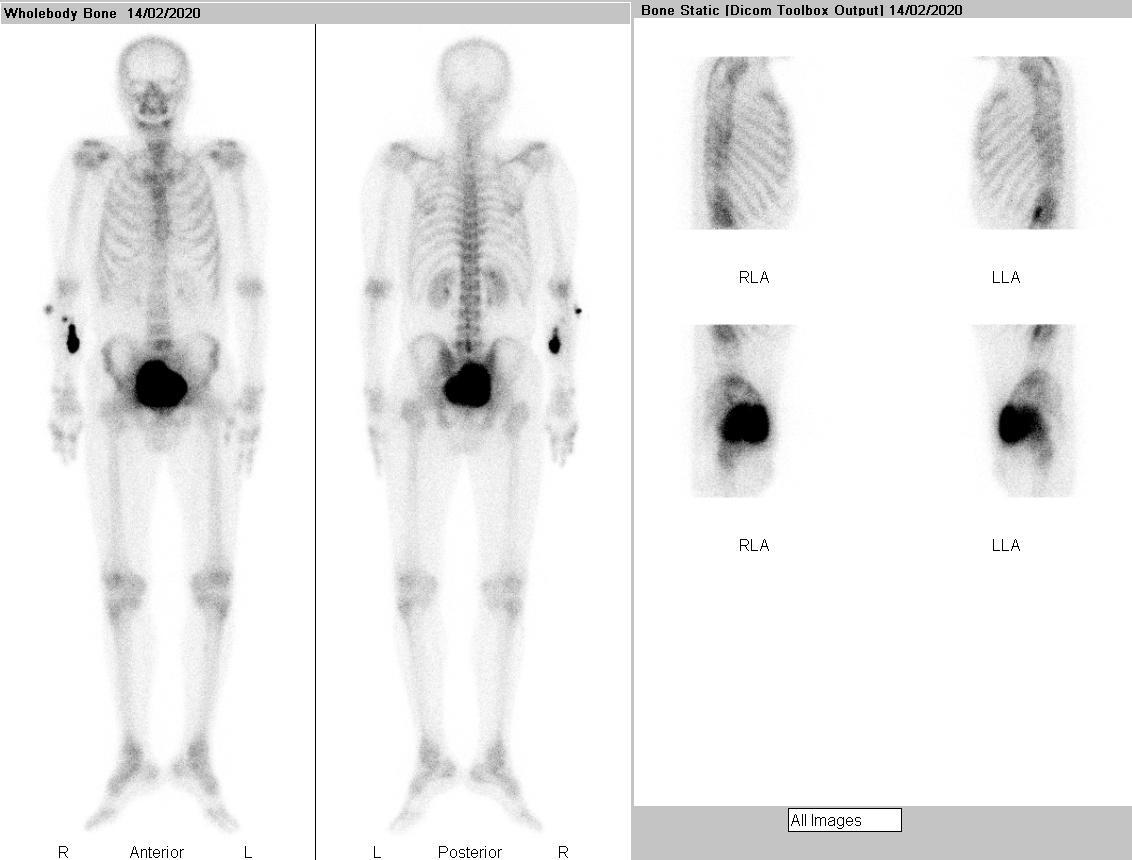 Wholebody Bone 14/02/2020
Bone Static [Dicom Toolbox Output] 14/02/2020
RLA
LLA
RLA
LLA
All Images
R
Anterior
L
L
Posterior
R